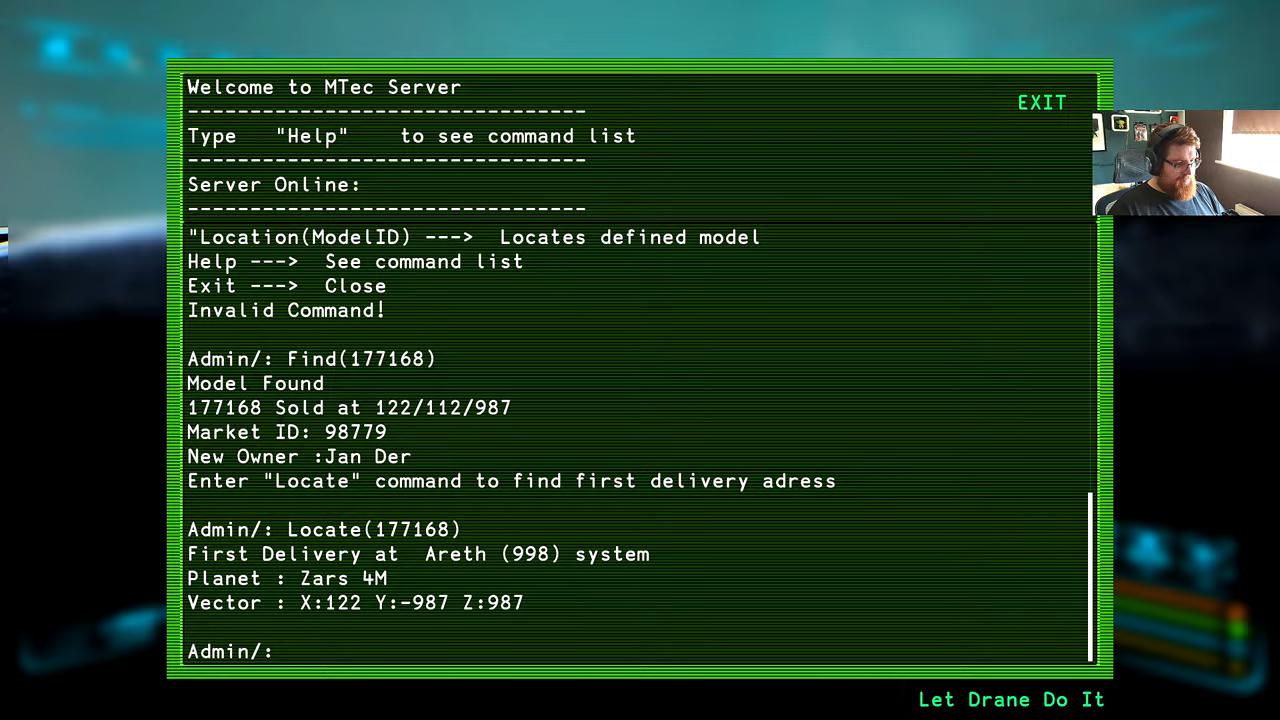 Welcome to MTec Server
--------------------------------
EXIT
Type "Help" to see command list
--------------------------------
Server Online:
--------------------------------
"Location(ModelID) ---> Locates defined model
Help ---> See command list
Exit ---> Close
Invalid Command!
Admin/: Find(177168)
Model Found
177168 Sold at 122/112/987
Market ID: 98779
New Owner :Jan Der
Enter "Locate" command to find first delivery adress
Admin/: Locate(177168)
First Delivery at Areth (998) system
Planet : Zars 4M
Vector : X:122 Y:-987 Z:987
Admin/:
Let Drane Do It